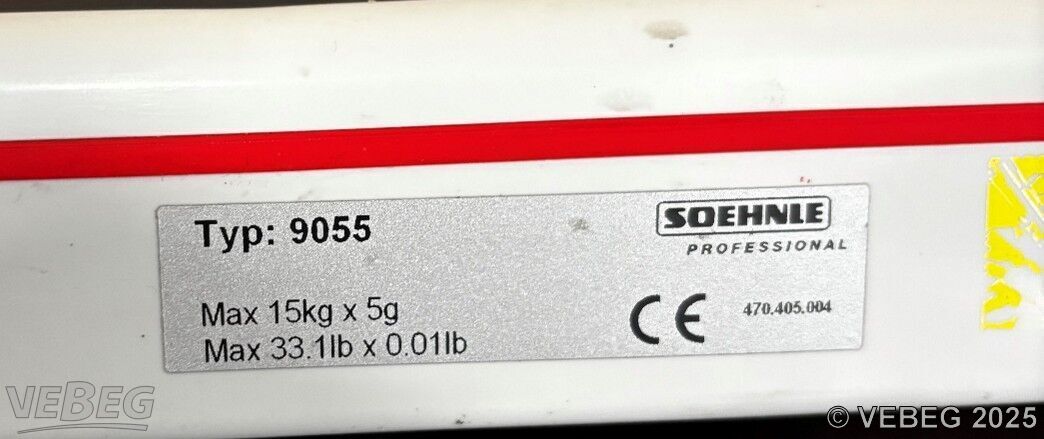 Typ: 9055
SOEHNLE
PROFESSIONAL
Max 15kg x 5g
Max 33.1lb x 0.01lb
CE
470.405.004
VEBEG
© VEBEG 2025